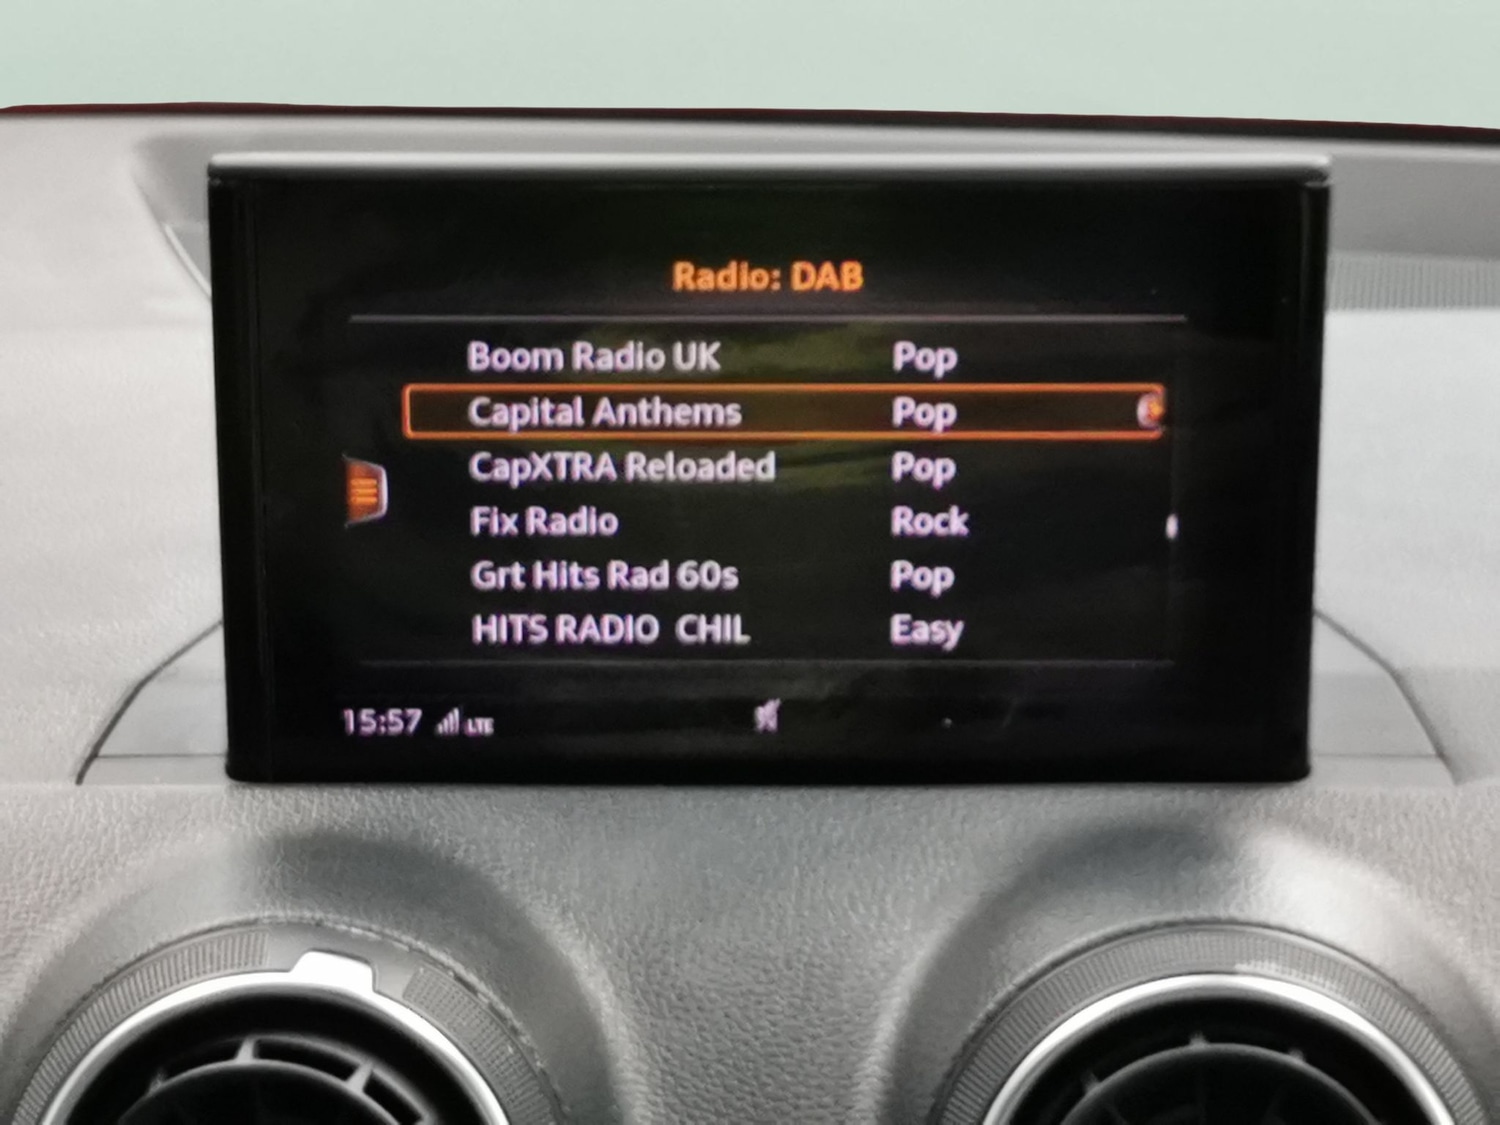 Radio: DAB
Boom Radio UK Pop
Capital Anthems Pop
CapXTRA Reloaded Pop
Fix Radio Rock
Grt Hits Rad 60s Pop
HITS RADIO CHIL Easy
15:57 LTE